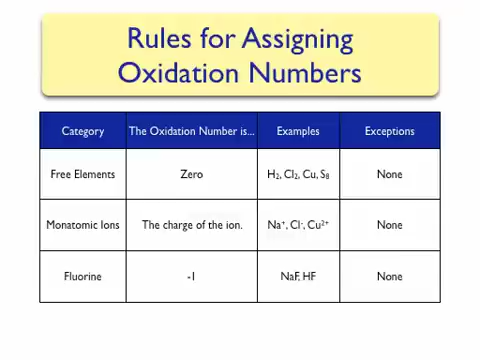 Rules for Assigning
Oxidation Numbers
Category The Oxidation Number is... Examples Exceptions
Free Elements Zero H₂, Cl₂, Cu, S₈ None
Monatomic Ions The charge of the ion. Na⁺, Cl⁻, Cu²⁺ None
Fluorine -1 NaF, HF None